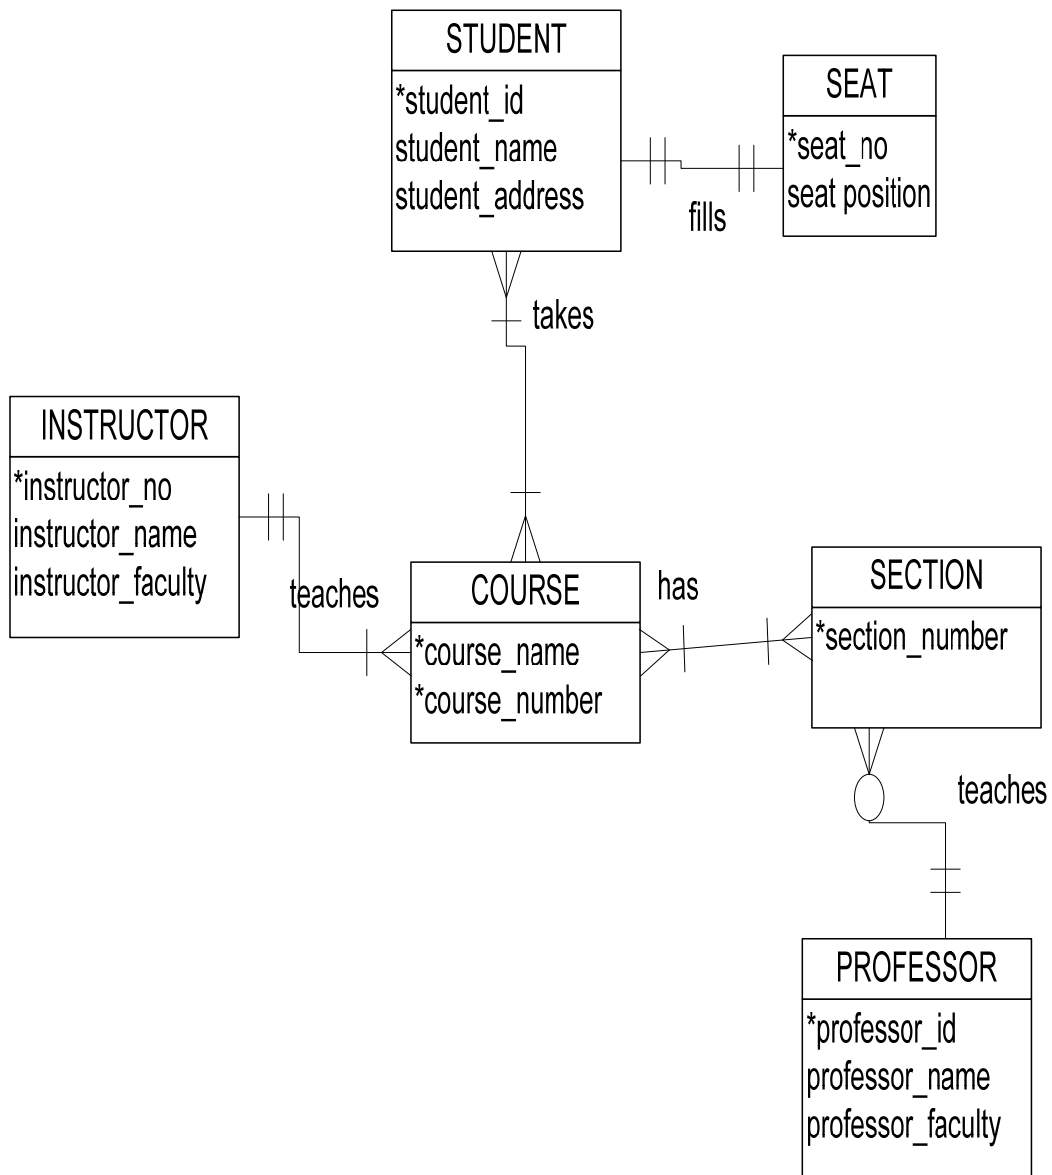 STUDENT
*student_id
student_name
student_address
SEAT
*seat_no
seat position
fills
takes
INSTRUCTOR
*instructor_no
instructor_name
instructor_faculty
teaches
COURSE
*course_name
*course_number
has
SECTION
*section_number
teaches
PROFESSOR
*professor_id
professor_name
professor_faculty